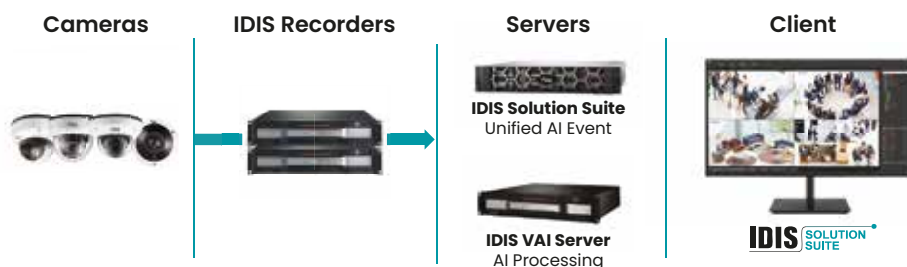 Cameras
IDIS Recorders
Servers
Client
IDIS Solution Suite
Unified AI Event
IDIS VAI Server
AI Processing
IDIS SOLUTION
SUITE